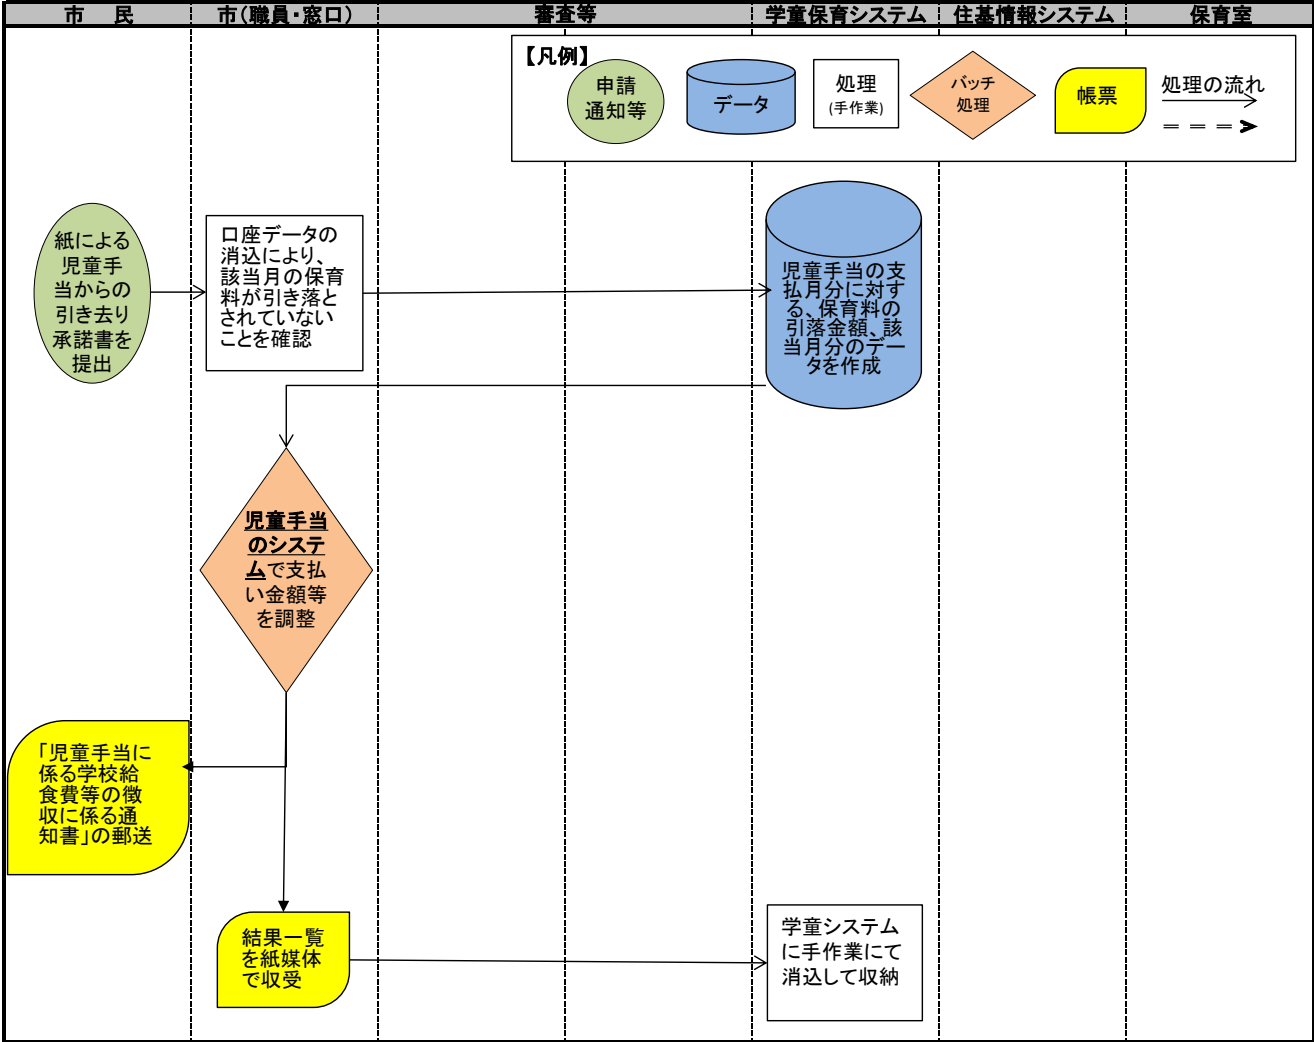 市　民
市(職員・窓口)
審査等
学童保育システム
住基情報システム
保育室
【凡例】
申請
通知等
データ
処理
(手作業)
バッチ
処理
帳票
処理の流れ
紙による
児童手
当からの
引き去り
承諾書を
提出
口座データの
消込により、
該当月の保育
料が引き落と
されていない
ことを確認
児童手当の支
払月分に対す
る、保育料の
引落金額、該
当月分のデー
タを作成
児童手当
のシステ
ムで支払
い金額等
を調整
「児童手当に
係る学校給
食費等の徴
収に係る通
知書」の郵送
結果一覧
を紙媒体
で収受
学童システム
に手作業にて
消込して収納